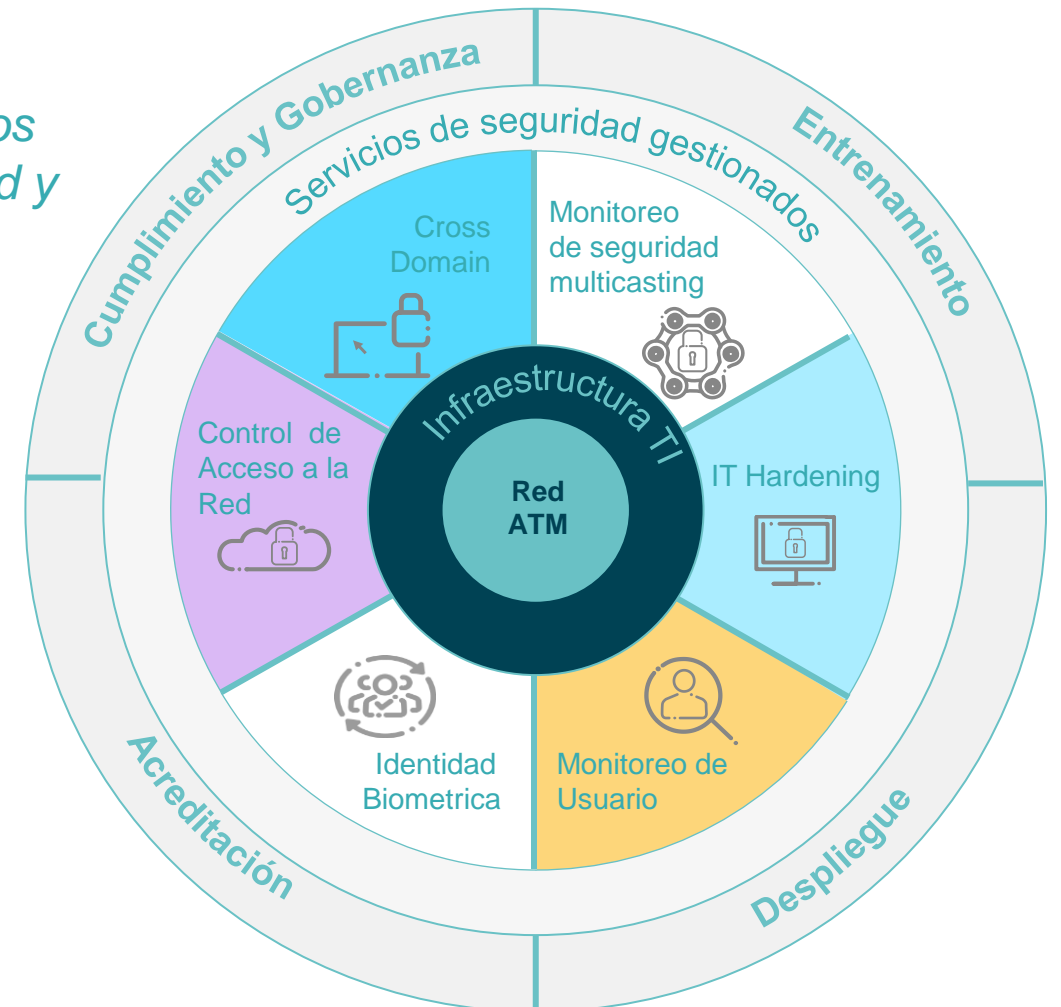 os
d y
Cumplimiento y Gobernanza
Entrenamiento
Servicios de seguridad gestionados
Cross
Domain
Monitoreo
de seguridad
multicasting
Infraestructura TI
Control de
Acceso a la
Red
IT Hardening
Red
ATM
Identidad
Biometrica
Monitoreo de
Usuario
Acreditación
Despliegue